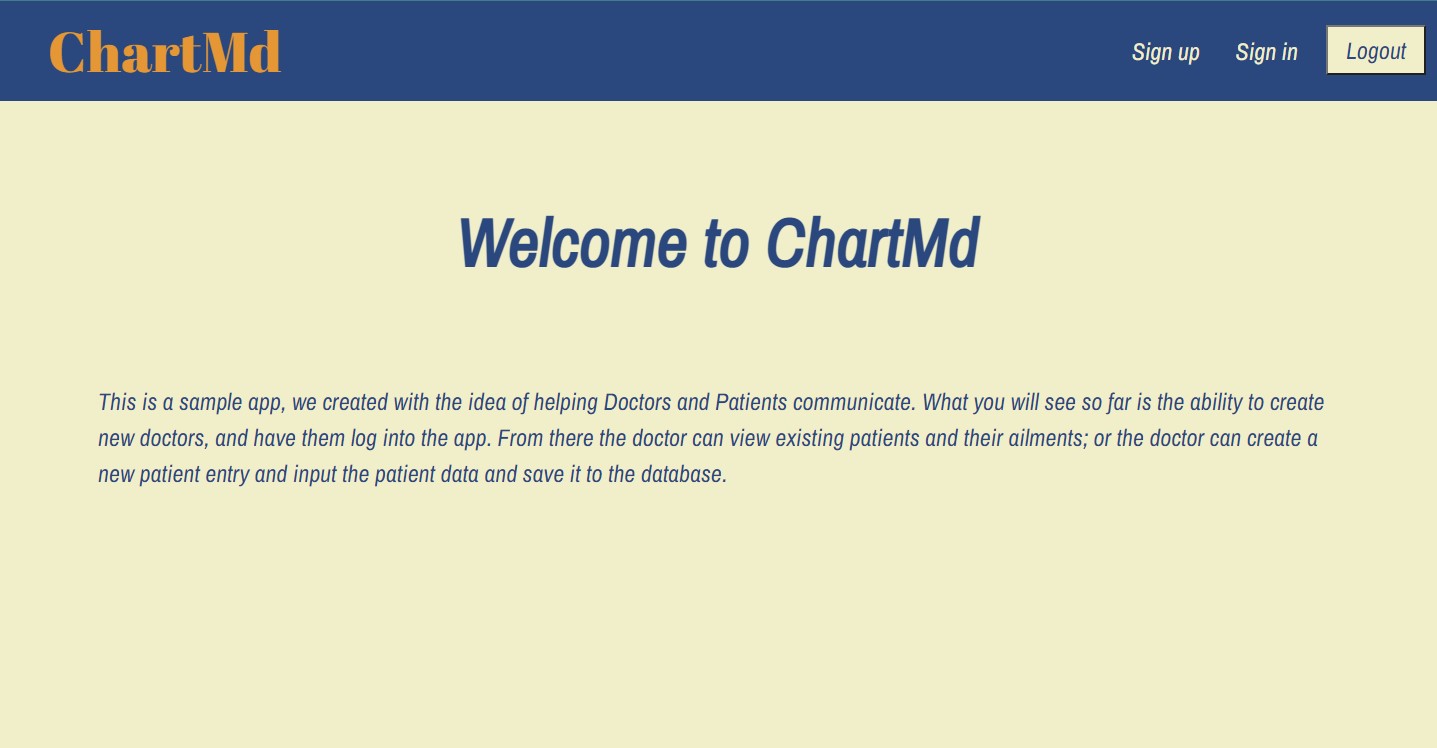 ChartMd
Sign up
Sign in
Logout
Welcome to ChartMd
This is a sample app, we created with the idea of helping Doctors and Patients communicate. What you will see so far is the ability to create
new doctors, and have them log into the app. From there the doctor can view existing patients and their ailments; or the doctor can create a
new patient entry and input the patient data and save it to the database.